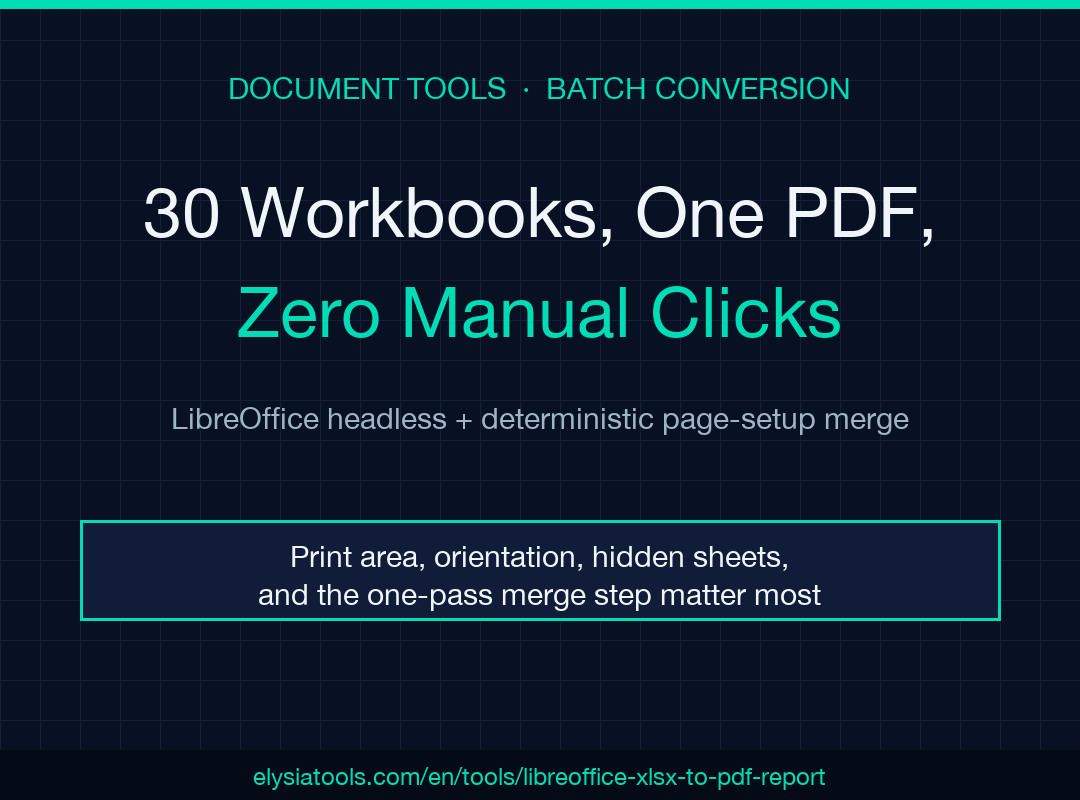 DOCUMENT TOOLS · BATCH CONVERSION
30 Workbooks, One PDF,
Zero Manual Clicks
LibreOffice headless + deterministic page-setup merge
Print area, orientation, hidden sheets,
and the one-pass merge step matter most
elysiatools.com/en/tools/libreoffice-xlsx-to-pdf-report